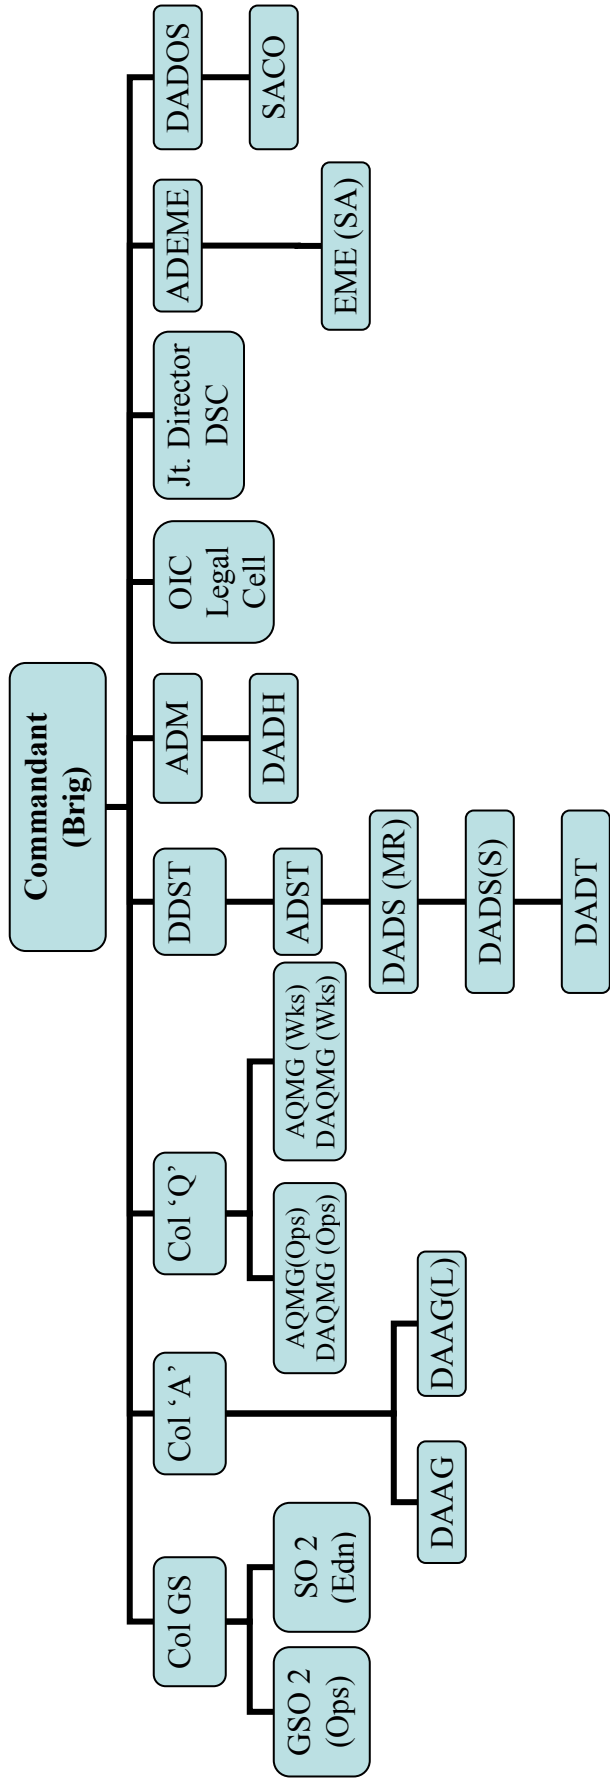 Commandant
(Brig)
Col GS
GSO 2
(Ops)
SO 2
(Edn)
Col ‘A’
DAAG
DAAG(L)
Col ‘Q’
AQMG(Ops)
DAQMG (Ops)
AQMG (Wks)
DAQMG (Wks)
DDST
ADST
DADS (MR)
DADS(S)
DADT
ADM
DADH
OIC
Legal
Cell
Jt. Director
DSC
ADEME
EME (SA)
DADOS
SACO